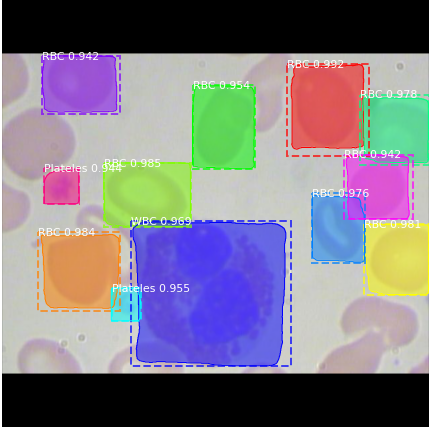 RBC 0.942
RBC 0.992
RBC 0.954
RBC 0.978
RBC 0.942
Plateles 0.944
RBC 0.985
RBC 0.976
WBC 0.969
RBC 0.981
RBC 0.984
Plateles 0.955